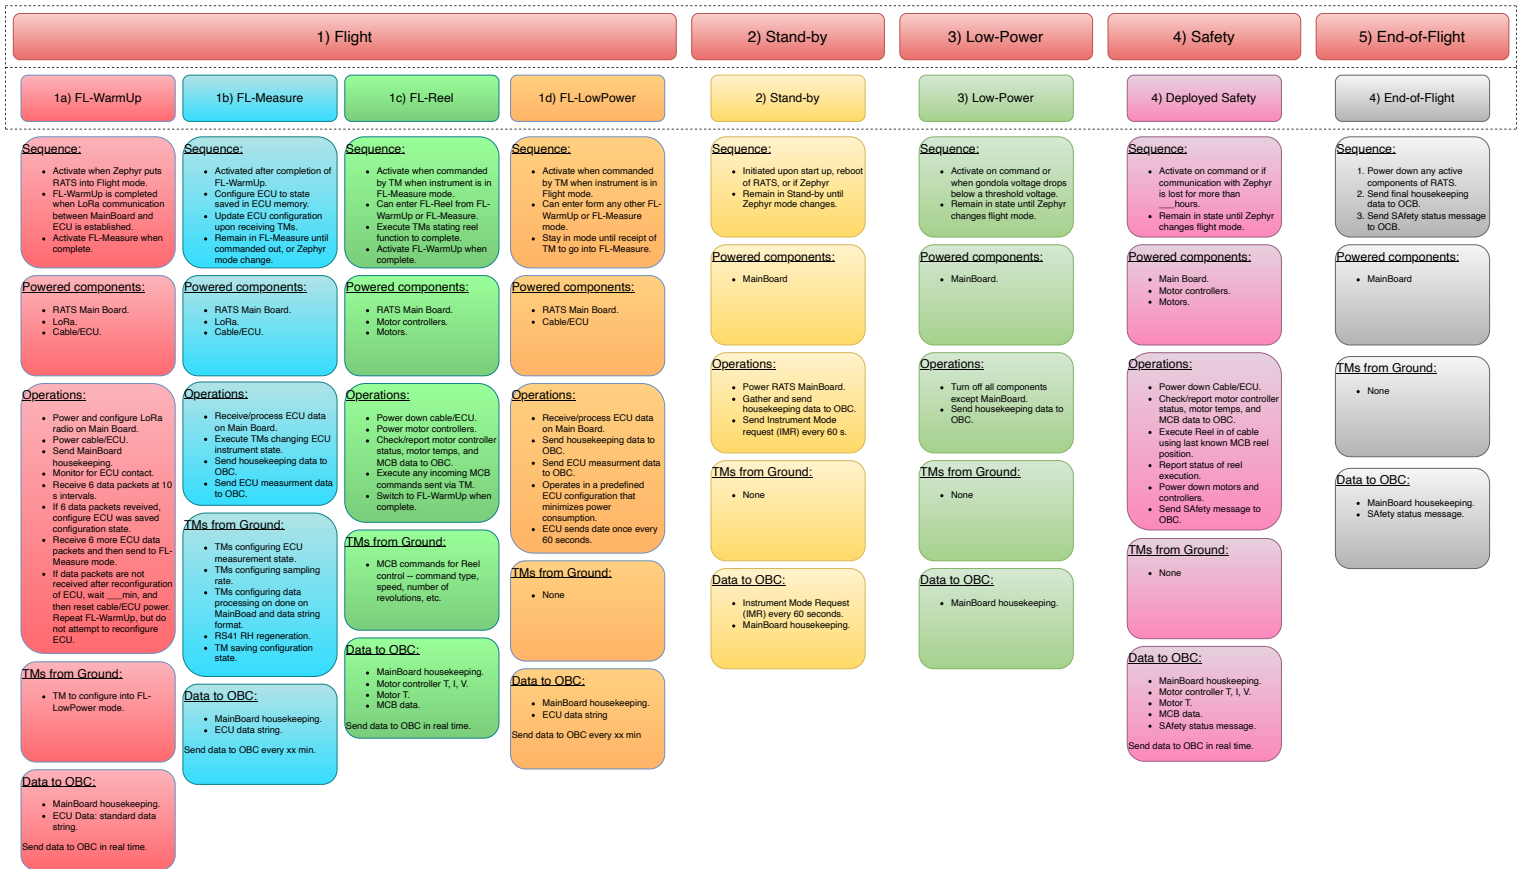 1) Flight
2) Stand-by
3) Low-Power
4) Safety
5) End-of-Flight
1a) FL-WarmUp
1b) FL-Measure
1c) FL-Reel
1d) FL-LowPower
2) Stand-by
3) Low-Power
4) Deployed Safety
4) End-of-Flight
Sequence:
• Activate when Zephyr puts
RATS into Flight mode.
• FL-WarmUp is completed
when LoRa communication
between MainBoard and
ECU is established.
• Activate FL-Measure when
complete.
Powered components:
• RATS Main Board.
• LoRa.
• Cable/ECU.
Operations:
• Power and configure LoRa
radio on Main Board.
• Power cable/ECU.
• Send MainBoard
housekeeping.
• Monitor for ECU contact.
• Receive 6 data packets at 10
s intervals.
• If 6 data packets reveived,
configure ECU was saved
configuration state.
• Receive 6 more ECU data
packets and then send to FL-
Measure mode.
• If data packets are not
received after reconfiguration
of ECU, wait ___min, and
then reset cable/ECU power.
Repeat FL-WarmUp, but do
not attempt to reconfigure
ECU.
TMs from Ground:
• TM to configure into FL-
LowPower mode.
Data to OBC:
• MainBoard housekeeping.
• ECU Data: standard data
string.
Send data to OBC in real time.
Sequence:
• Activated after completion of
FL-WarmUp.
• Configure ECU to state
saved in ECU memory.
• Update ECU configuration
upon receiving TMs.
• Remain in FL-Measure until
commanded out, or Zephyr
mode change.
Powered components:
• RATS Main Board.
• LoRa.
• Cable/ECU.
Operations:
• Receive/process ECU data
on Main Board.
• Execute TMs changing ECU
instrument state.
• Send housekeeping data to
OBC.
• Send ECU measurment data
to OBC.
TMs from Ground:
• TMs configuring ECU
measurement state.
• TMs configuring sampling
rate.
• TMs configuring data
processing on done on
MainBoad and data string
format.
• RS41 RH regeneration.
• TM saving configuration
state.
Data to OBC:
• MainBoard housekeeping.
• ECU data string.
Send data to OBC every xx min.
Sequence:
• Activate when commanded
by TM when instrument is in
FL-Measure mode.
• Can enter FL-Reel from FL-
WarmUp or FL-Measure.
• Execute TMs stating reel
function to complete.
• Activate FL-WarmUp when
complete.
Powered components:
• RATS Main Board.
• Motor controllers.
• Motors.
Operations:
• Power down cable/ECU.
• Power motor controllers.
• Check/report motor controller
status, motor temps, and
MCB data to OBC.
• Execute any incoming MCB
commands sent via TM.
• Switch to FL-WarmUp when
complete.
TMs from Ground:
• MCB commands for Reel
control -- command type,
speed, number of
revolutions, etc.
Data to OBC:
• MainBoard housekeeping.
• Motor controller T, I, V.
• Motor T.
• MCB data.
Send data to OBC in real time.
Sequence:
• Activate when commanded
by TM when instrument is in
Flight mode.
• Can enter form any other FL-
WarmUp or FL-Measure
mode.
• Stay in mode until receipt of
TM to go into FL-Measure.
Powered components:
• RATS Main Board.
• Cable/ECU
Operations:
• Receive/process ECU data
on Main Board.
• Send housekeeping data to
OBC.
• Send ECU measurment data
to OBC.
• Operates in a predefined
ECU configuration that
minimizes power
consumption.
• ECU sends date once every
60 seconds.
TMs from Ground:
• None
Data to OBC:
• MainBoard housekeeping.
• ECU data string
Send data to OBC every xx min
Sequence:
• Initiated upon start up, reboot
of RATS, or if Zephyr
• Remain in Stand-by until
Zephyr mode changes.
Powered components:
• MainBoard
Operations:
• Power RATS MainBoard.
• Gather and send
housekeeping data to OBC.
• Send Instrument Mode
request (IMR) every 60 s.
TMs from Ground:
• None
Data to OBC:
• Instrument Mode Request
(IMR) every 60 seconds.
• MainBoard housekeeping.
Sequence:
• Activate on command or
when gondola voltage drops
below a threshold voltage.
• Remain in state until Zephyr
changes flight mode.
Powered components:
• MainBoard.
Operations:
• Turn off all components
except MainBoard.
• Send housekeeping data to
OBC.
TMs from Ground:
• None
Data to OBC:
• MainBoard housekeeping.
Sequence:
• Activate on command or if
communication with Zephyr
is lost for more than
___hours.
• Remain in state until Zephyr
changes flight mode.
Powered components:
• Main Board.
• Motor controllers.
• Motors.
Operations:
• Power down Cable/ECU.
• Check/report motor controller
status, motor temps, and
MCB data to OBC.
• Execute Reel in of cable
using last known MCB reel
position.
• Report status of reel
execution.
• Power down motors and
controllers.
• Send SAfety message to
OBC.
TMs from Ground:
• None
Data to OBC:
• MainBoard houskeeping.
• Motor controller T, I, V.
• Motor T.
• MCB data.
• SAfety status message.
Send data to OBC in real time.
Sequence:
1. Power down any active
components of RATS.
2. Send final housekeeping
data to OCB.
3. Send SAfety status message
to OCB.
Powered components:
• MainBoard
TMs from Ground:
• None
Data to OBC:
• MainBoard housekeeping.
• SAfety status message.